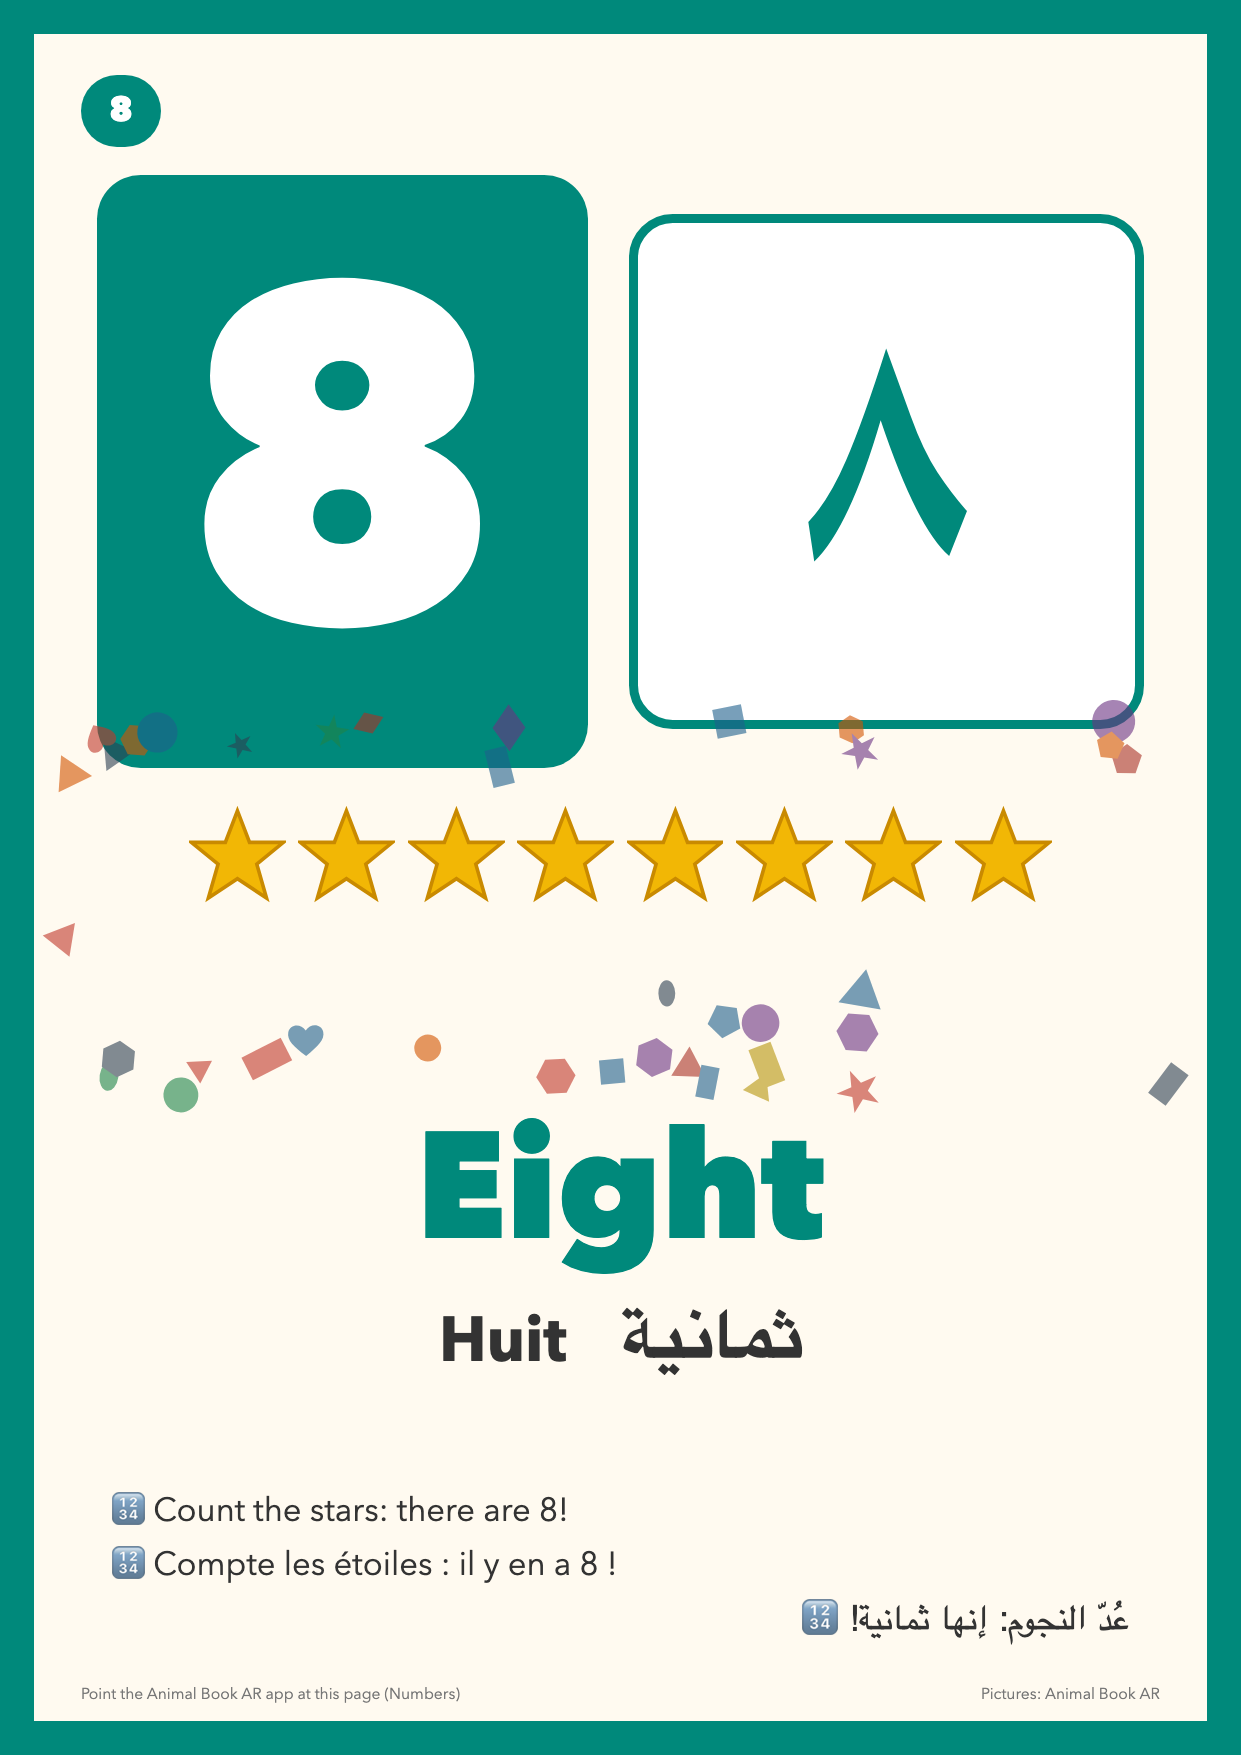 8
8
٨
Eight
Huit ثمانية
🔢 Count the stars: there are 8!
🔢 Compte les étoiles : il y en a 8 !
🔢 عُدّ النجوم: إنها ثمانية!
Point the Animal Book AR app at this page (Numbers)
Pictures: Animal Book AR